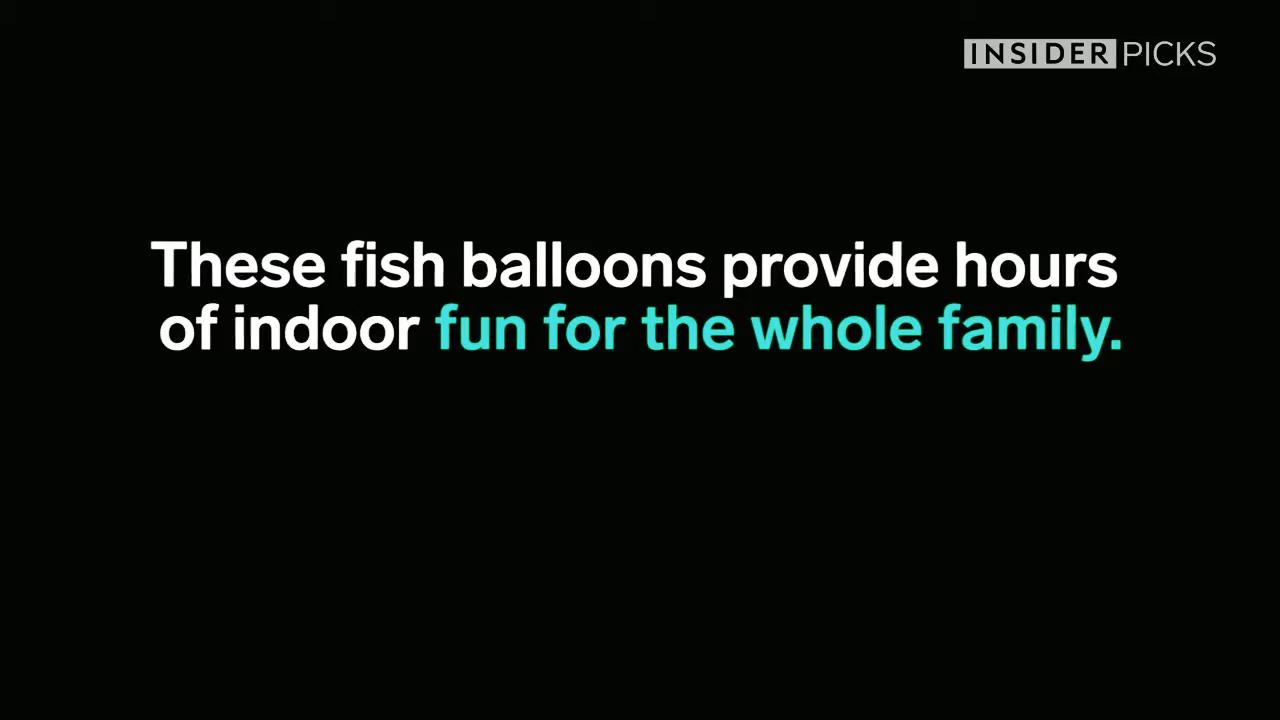 INSIDER PICKS
These fish balloons provide hours
of indoor fun for the whole family.